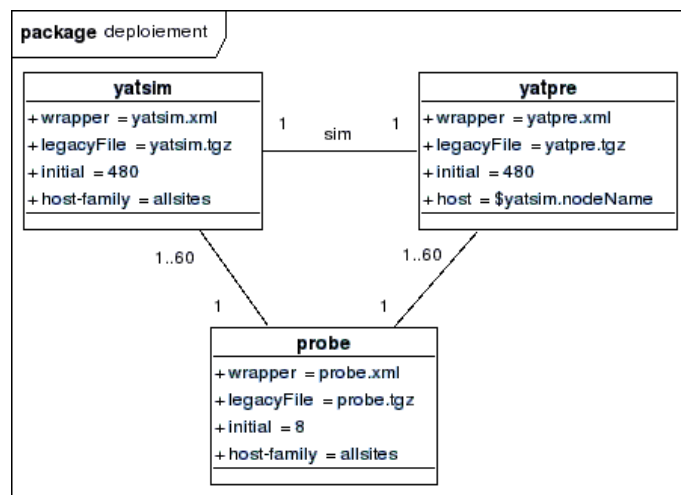 package deploiement
yatsim
+ wrapper = yatsim.xml
+ legacyFile = yatsim.tgz
+ initial = 480
+ host-family = allsites
1
sim
1
yatpre
+ wrapper = yatpre.xml
+ legacyFile = yatpre.tgz
+ initial = 480
+ host = $yatsim.nodeName
1..60
1..60
1
1
probe
+ wrapper = probe.xml
+ legacyFile = probe.tgz
+ initial = 8
+ host-family = allsites